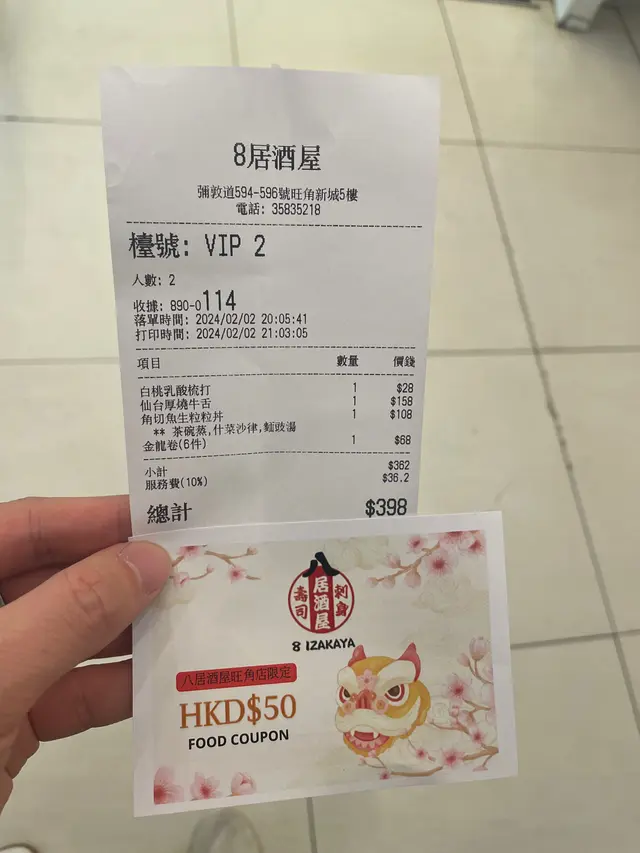 8居酒屋
彌敦道594-596號旺角新城5樓
電話: 35835218
檯號: VIP 2
人數: 2
收據: 890-0114
落單時間: 2024/02/02 20:05:41
打印時間: 2024/02/02 21:03:05
項目 數量 價錢
白桃乳酸梳打 1 $28
仙台厚燒牛舌 1 $158
角切魚生粒粒丼 1 $108
** 茶碗蒸,什菜沙律,麵豉湯
金龍卷(6件) 1 $68
小計 $362
服務費(10%) $36.2
總計 $398
八居酒屋
壽司
刺身
8 IZAKAYA
八居酒屋旺角店限定
HKD$50
FOOD COUPON